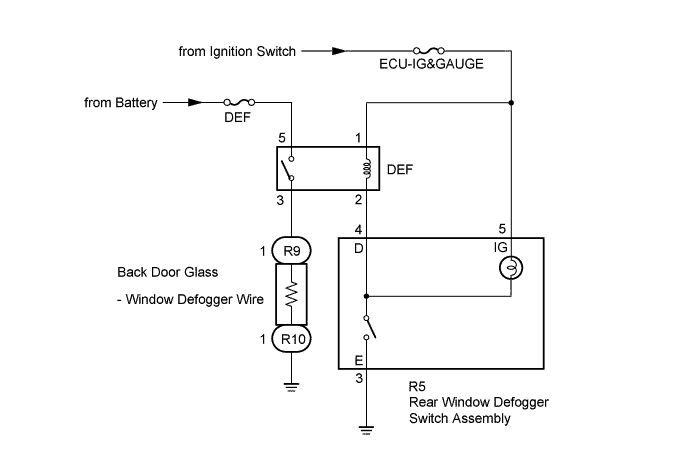 from Ignition Switch
ECU-IG&GAUGE
from Battery
DEF
5
1
DEF
3
2
4
5
D
IG
1
R9
Back Door Glass
- Window Defogger Wire
1
R10
E
3
R5
Rear Window Defogger
Switch Assembly